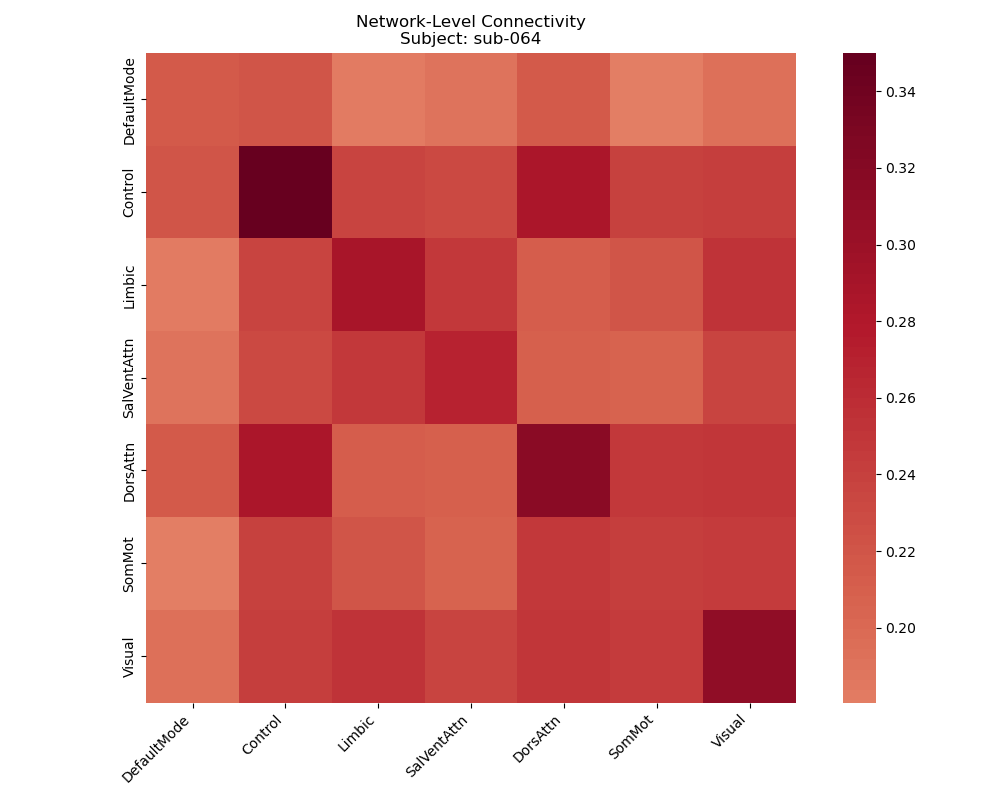 Network-Level Connectivity
Subject: sub-064
DefaultMode
Control
Limbic
SalVentAttn
DorsAttn
SomMot
Visual
DefaultMode
Control
Limbic
SalVentAttn
DorsAttn
SomMot
Visual
0.34
0.32
0.30
0.28
0.26
0.24
0.22
0.20